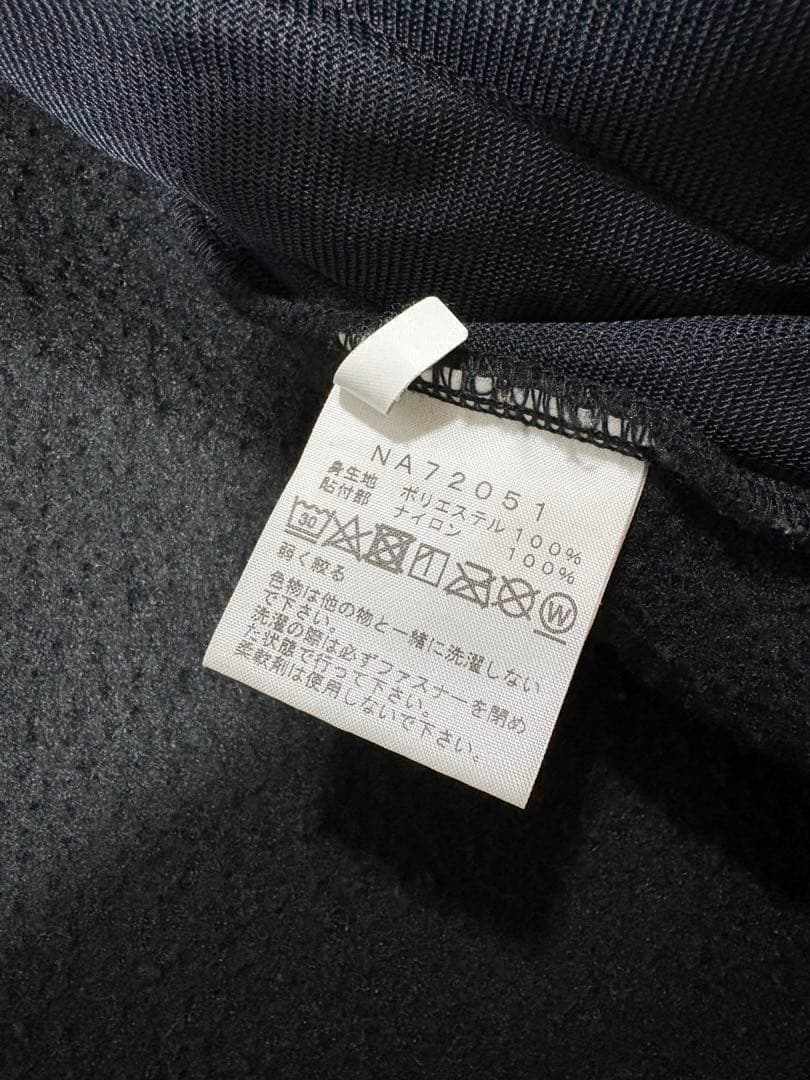 NA72051
身生地 ポリエステル100%
貼付部 ナイロン 100%
30 W
弱く絞る
色物は他の物と一緒に洗濯しない
で下さい。
洗濯の際は必ずファスナーを閉め
た状態で行って下さい。
柔軟剤は使用しないで下さい。